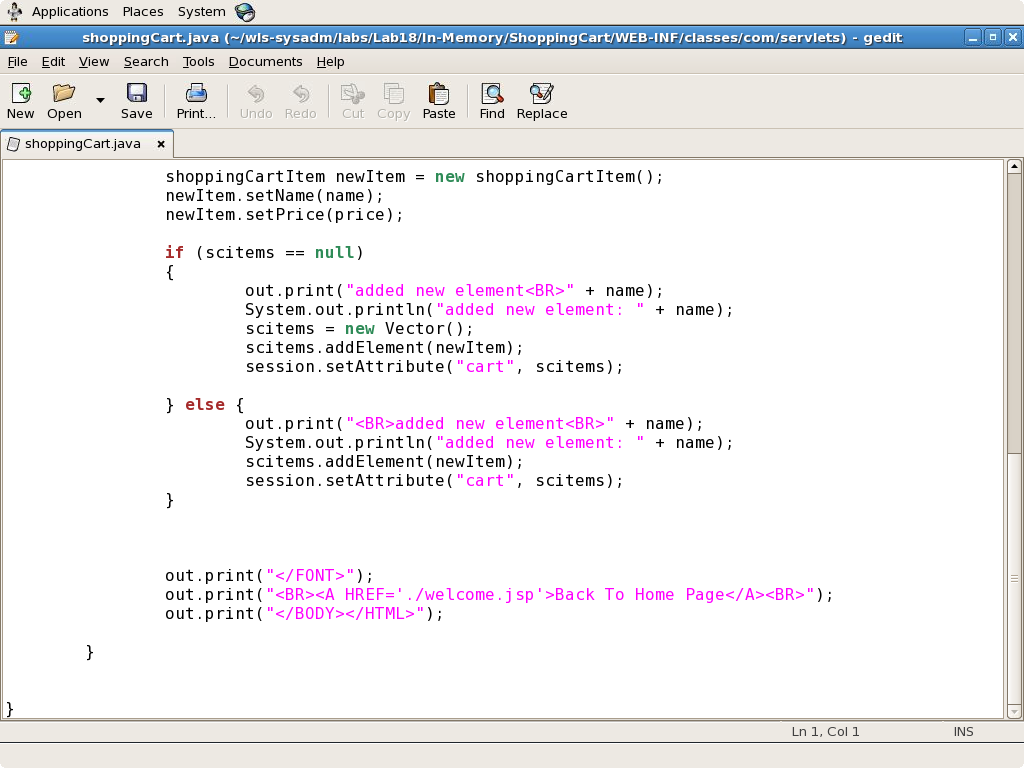 Applications Places System
shoppingCart.java (~/wls-sysadm/labs/Lab18/In-Memory/ShoppingCart/WEB-INF/classes/com/servlets) - gedit
File Edit View Search Tools Documents Help
New Open Save Print... Undo Redo Cut Copy Paste Find Replace
shoppingCart.java
shoppingCartItem newItem = new shoppingCartItem();
newItem.setName(name);
newItem.setPrice(price);
if (scitems == null)
{
out.print("added new element<BR>" + name);
System.out.println("added new element: " + name);
scitems = new Vector();
scitems.addElement(newItem);
session.setAttribute("cart", scitems);
} else {
out.print("<BR>added new element<BR>" + name);
System.out.println("added new element: " + name);
scitems.addElement(newItem);
session.setAttribute("cart", scitems);
}
out.print("</FONT>");
out.print("<BR><A HREF='./welcome.jsp'>Back To Home Page</A><BR>");
out.print("</BODY></HTML>");
}
}
Ln 1, Col 1 INS